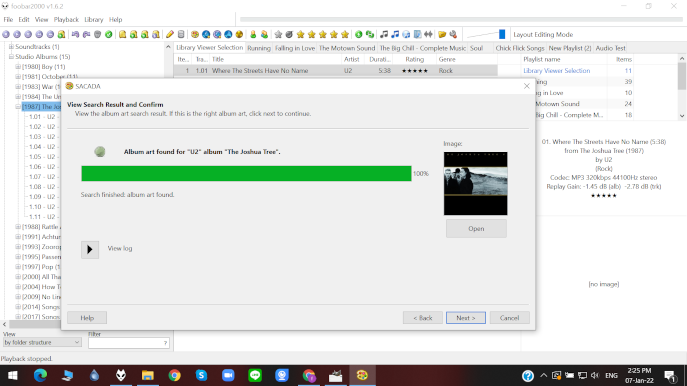 foobar2000 v1.6.2
File Edit View Playback Library Help
Layout Editing Mode
Soundtracks (1)
Studio Albums (15)
[1980] Boy (11)
[1981] October (11)
[1983] War (1
[1984] The Un
[1987] The Jos
1.01 - U2 -
1.02 - U2 -
1.03 - U2 -
1.04 - U2 -
1.05 - U2 -
1.06 - U2 -
1.07 - U2 -
1.08 - U2 -
1.09 - U2 -
1.10 - U2 -
1.11 - U2 -
[1988] Rattle A
[1991] Achtun
[1993] Zoorop
[1995] Passen
[1997] Pop (1
[2000] All Tha
[2004] How T
[2009] No Lin
[2014] Songs
[2017] Songs
View
by folder structure
Filter
?
Playback stopped.
Library Viewer Selection Running Falling in Love The Motown Sound The Big Chill - Complete Music Soul Chick Flick Songs New Playlist (2) Audio Test
Ite... Tra... Title Artist Durati... Rating Genre
1 1.01 Where The Streets Have No Name U2 5:38 ★★★★★ Rock
Playlist name Items
Library Viewer Selection 11
39
g in Love 10
Motown Sound 24
ig Chill - Complete M... 18
SACADA
View Search Result and Confirm
View the album art search result. If this is the right album art, click next to continue.
Album art found for "U2" album "The Joshua Tree".
100%
Search finished: album art found.
View log
Image:
Open
Help
< Back
Next >
Cancel
01. Where The Streets Have No Name (5:38)
from The Joshua Tree (1987)
by U2
(Rock)
Codec: MP3 320kbps 44100Hz stereo
Replay Gain: -1.45 dB (alb) -2.78 dB (trk)
★★★★★
[no image]
ENG
2:25 PM
07-Jan-22